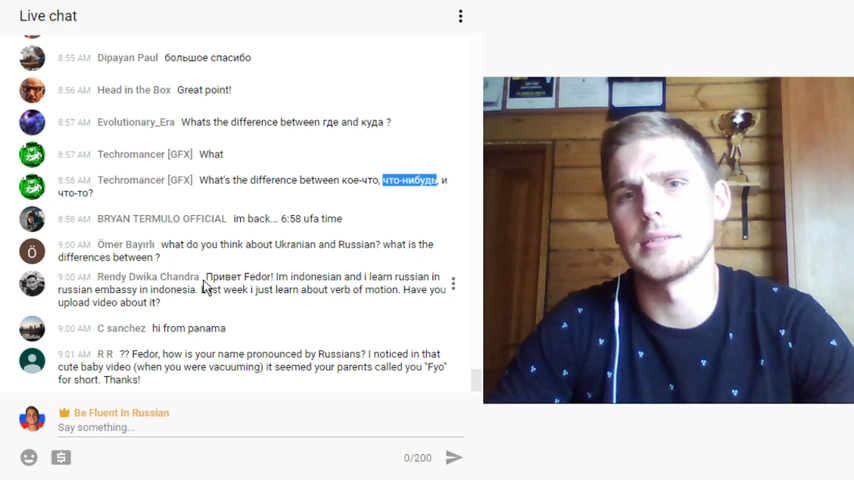 Live chat
8:55 AM Dipayan Paul большое спасибо
8:56 AM Head in the Box Great point!
8:57 AM Evolutionary_Era Whats the difference between где and куда ?
8:57 AM Techromancer [GFX] What
8:58 AM Techromancer [GFX] What's the difference between кое-что, что-нибудь, и
что-то?
8:58 AM BRYAN TERMULO OFFICIAL im back... 6:58 ufa time
Ö
9:00 AM Ömer Bayırlı what do you think about Ukranian and Russian? what is the
differences between ?
9:00 AM Rendy Dwika Chandra Привет Fedor! Im indonesian and i learn russian in
russian embassy in indonesia. Last week i just learn about verb of motion. Have you
upload video about it?
9:00 AM C sanchez hi from panama
9:01 AM R R ?? Fedor, how is your name pronounced by Russians? I noticed in that
cute baby video (when you were vacuuming) it seemed your parents called you "Fyo"
for short. Thanks!
Be Fluent In Russian
Say something...
0/200